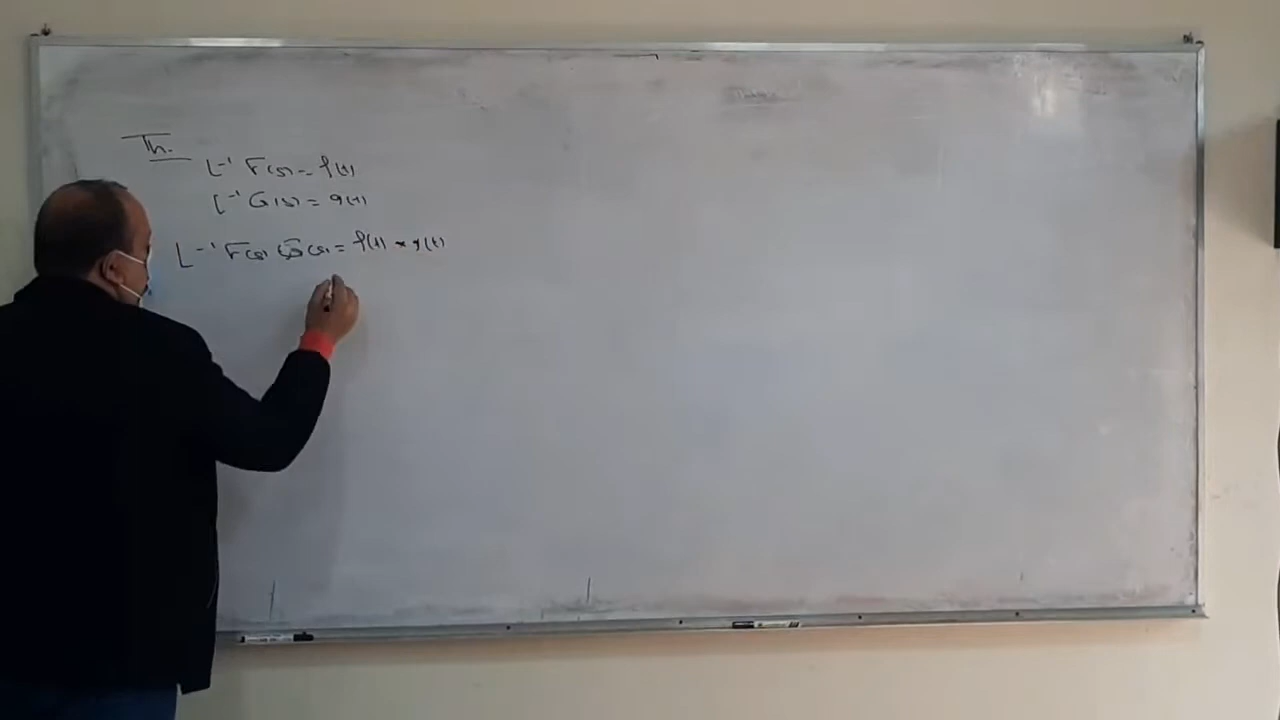 Th.
L⁻¹ F(s) = f(t)
L⁻¹ G(s) = g(t)
L⁻¹ F(s) G(s) = f(t) * g(t)